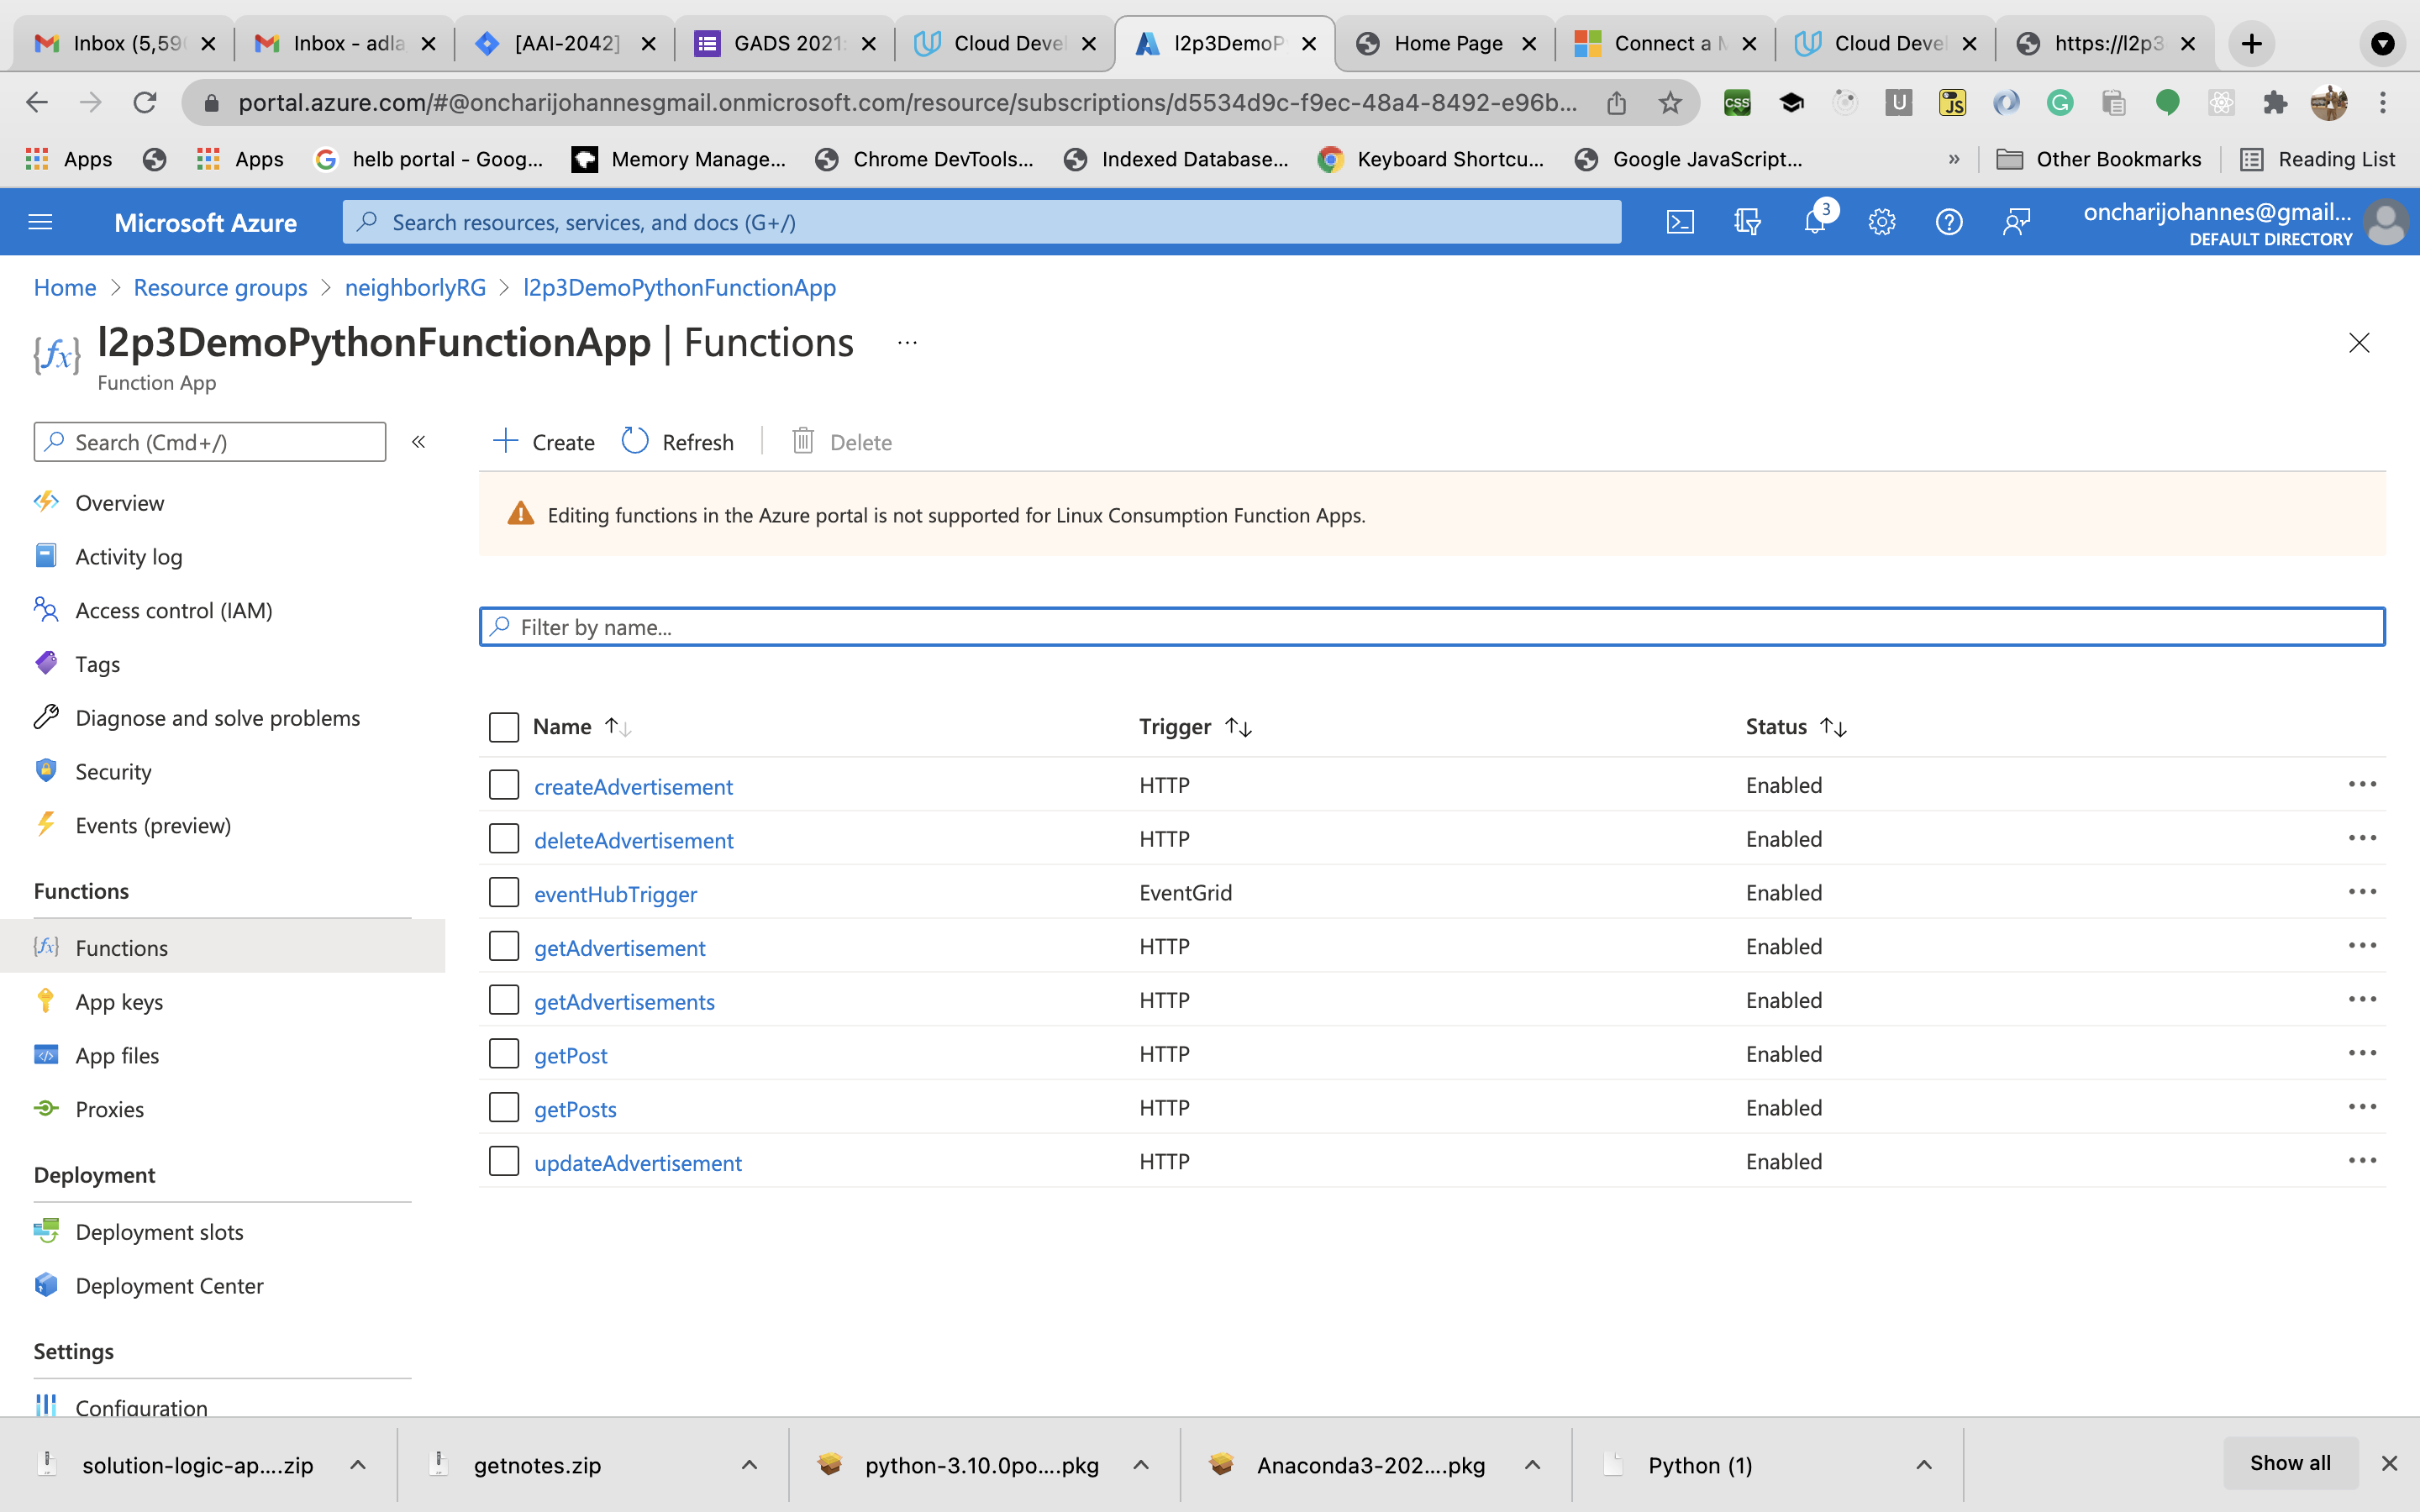 Inbox (5,59
Inbox - adla
[AAI-2042]
GADS 2021:
Cloud Devel
l2p3DemoP
Home Page
Connect a M
Cloud Devel
https://l2p3
portal.azure.com/#@oncharijohannesgmail.onmicrosoft.com/resource/subscriptions/d5534d9c-f9ec-48a4-8492-e96b...
Apps
Apps
helb portal - Goog...
Memory Manage...
Chrome DevTools...
Indexed Database...
Keyboard Shortcu...
Google JavaScript...
»
Other Bookmarks
Reading List
Microsoft Azure
Search resources, services, and docs (G+/)
3
oncharijohannes@gmail...
DEFAULT DIRECTORY
Home > Resource groups > neighborlyRG > l2p3DemoPythonFunctionApp
l2p3DemoPythonFunctionApp | Functions ...
Function App
Search (Cmd+/)
«
Create
Refresh
Delete
Editing functions in the Azure portal is not supported for Linux Consumption Function Apps.
Filter by name...
Overview
Activity log
Access control (IAM)
Tags
Diagnose and solve problems
Security
Events (preview)
Functions
Functions
App keys
App files
Proxies
Deployment
Deployment slots
Deployment Center
Settings
Configuration
Name Trigger Status
createAdvertisement HTTP Enabled
deleteAdvertisement HTTP Enabled
eventHubTrigger EventGrid Enabled
getAdvertisement HTTP Enabled
getAdvertisements HTTP Enabled
getPost HTTP Enabled
getPosts HTTP Enabled
updateAdvertisement HTTP Enabled
solution-logic-ap....zip
getnotes.zip
python-3.10.0po....pkg
Anaconda3-202....pkg
Python (1)
Show all